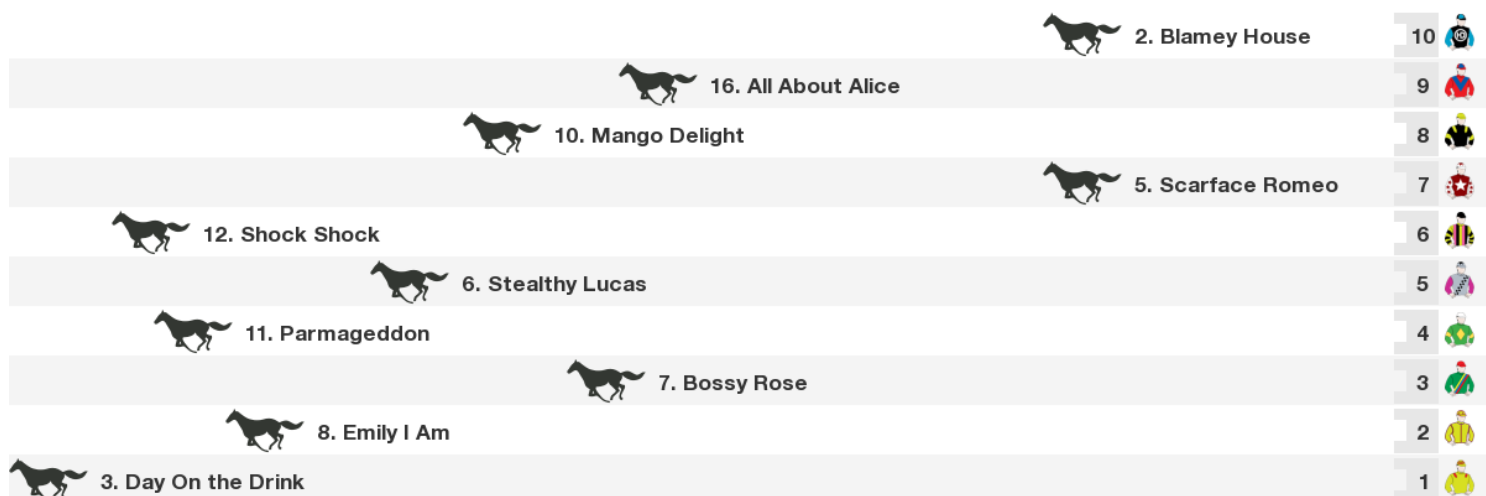 2. Blamey House 10
16. All About Alice 9
10. Mango Delight 8
5. Scarface Romeo 7
12. Shock Shock 6
6. Stealthy Lucas 5
11. Parmageddon 4
7. Bossy Rose 3
8. Emily I Am 2
3. Day On the Drink 1